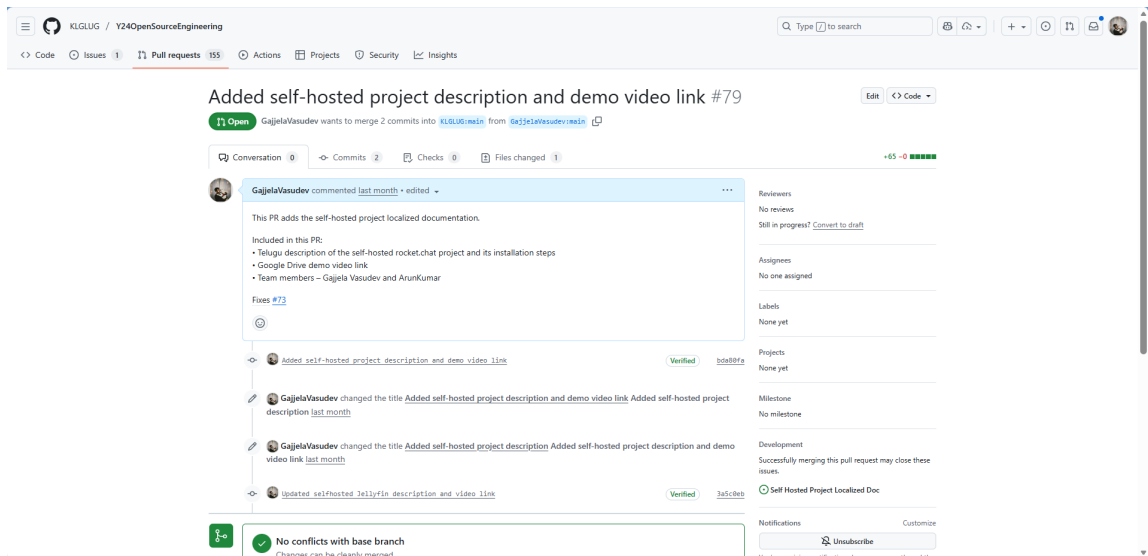 KLGLUG / Y24OpenSourceEngineering
Type / to search
Code Issues 1 Pull requests 155 Actions Projects Security Insights
Added self-hosted project description and demo video link #79
Edit <> Code
Open GajjelaVasudev wants to merge 2 commits into KLGLUG:main from GajjelaVasudev:main
Conversation 0 Commits 2 Checks 0 Files changed 1 +65 −0
GajjelaVasudev commented last month • edited
This PR adds the self-hosted project localized documentation.
Included in this PR:
• Telugu description of the self-hosted rocket.chat project and its installation steps
• Google Drive demo video link
• Team members – Gajjela Vasudev and ArunKumar
Fixes #73
Added self-hosted project description and demo video link Verified bda80fa
GajjelaVasudev changed the title Added self-hosted project description and demo video link Added self-hosted project
description last month
GajjelaVasudev changed the title Added self-hosted project description Added self-hosted project description and demo
video link last month
Updated selfhosted Jellyfin description and video link Verified 3a5c0eb
No conflicts with base branch
Changes can be cleanly merged.
Reviewers
No reviews
Still in progress? Convert to draft
Assignees
No one assigned
Labels
None yet
Projects
None yet
Milestone
No milestone
Development
Successfully merging this pull request may close these
issues.
Self Hosted Project Localized Doc
Notifications Customize
Unsubscribe